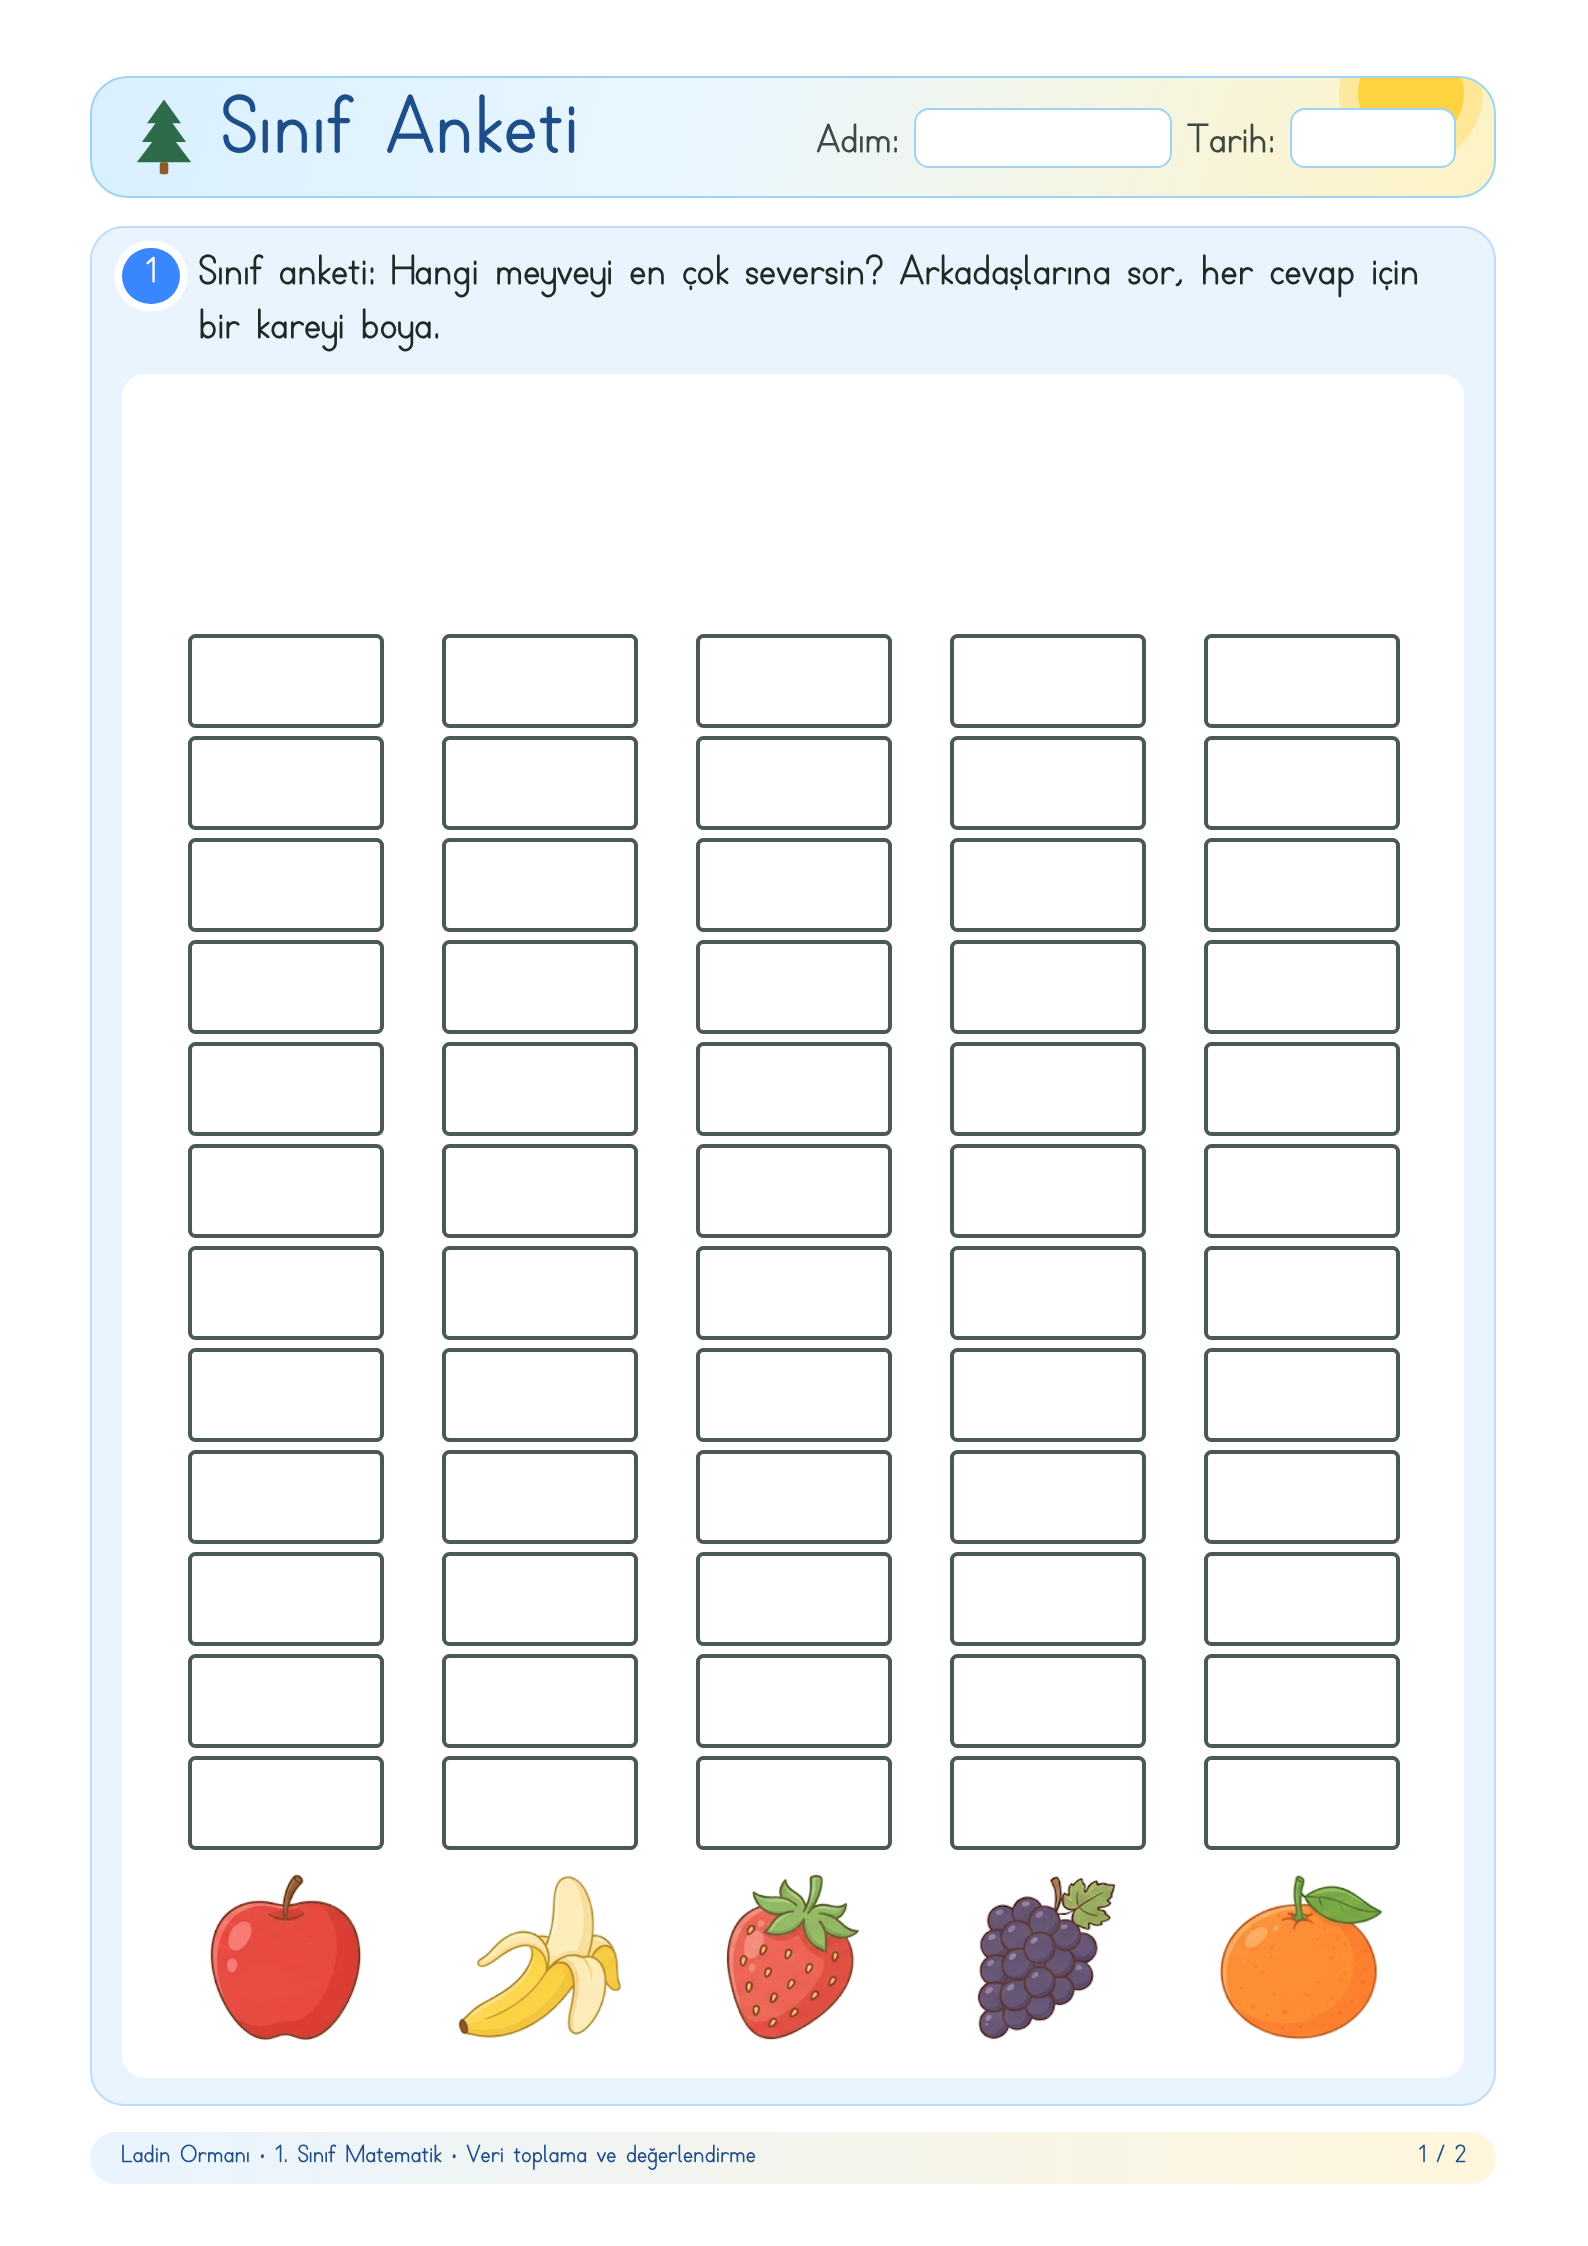 Sınıf Anketi
Adım:
Tarih:
1
Sınıf anketi: Hangi meyveyi en çok seversin? Arkadaşlarına sor, her cevap için
bir kareyi boya.
Ladin Ormanı • 1. Sınıf Matematik • Veri toplama ve değerlendirme
1 / 2